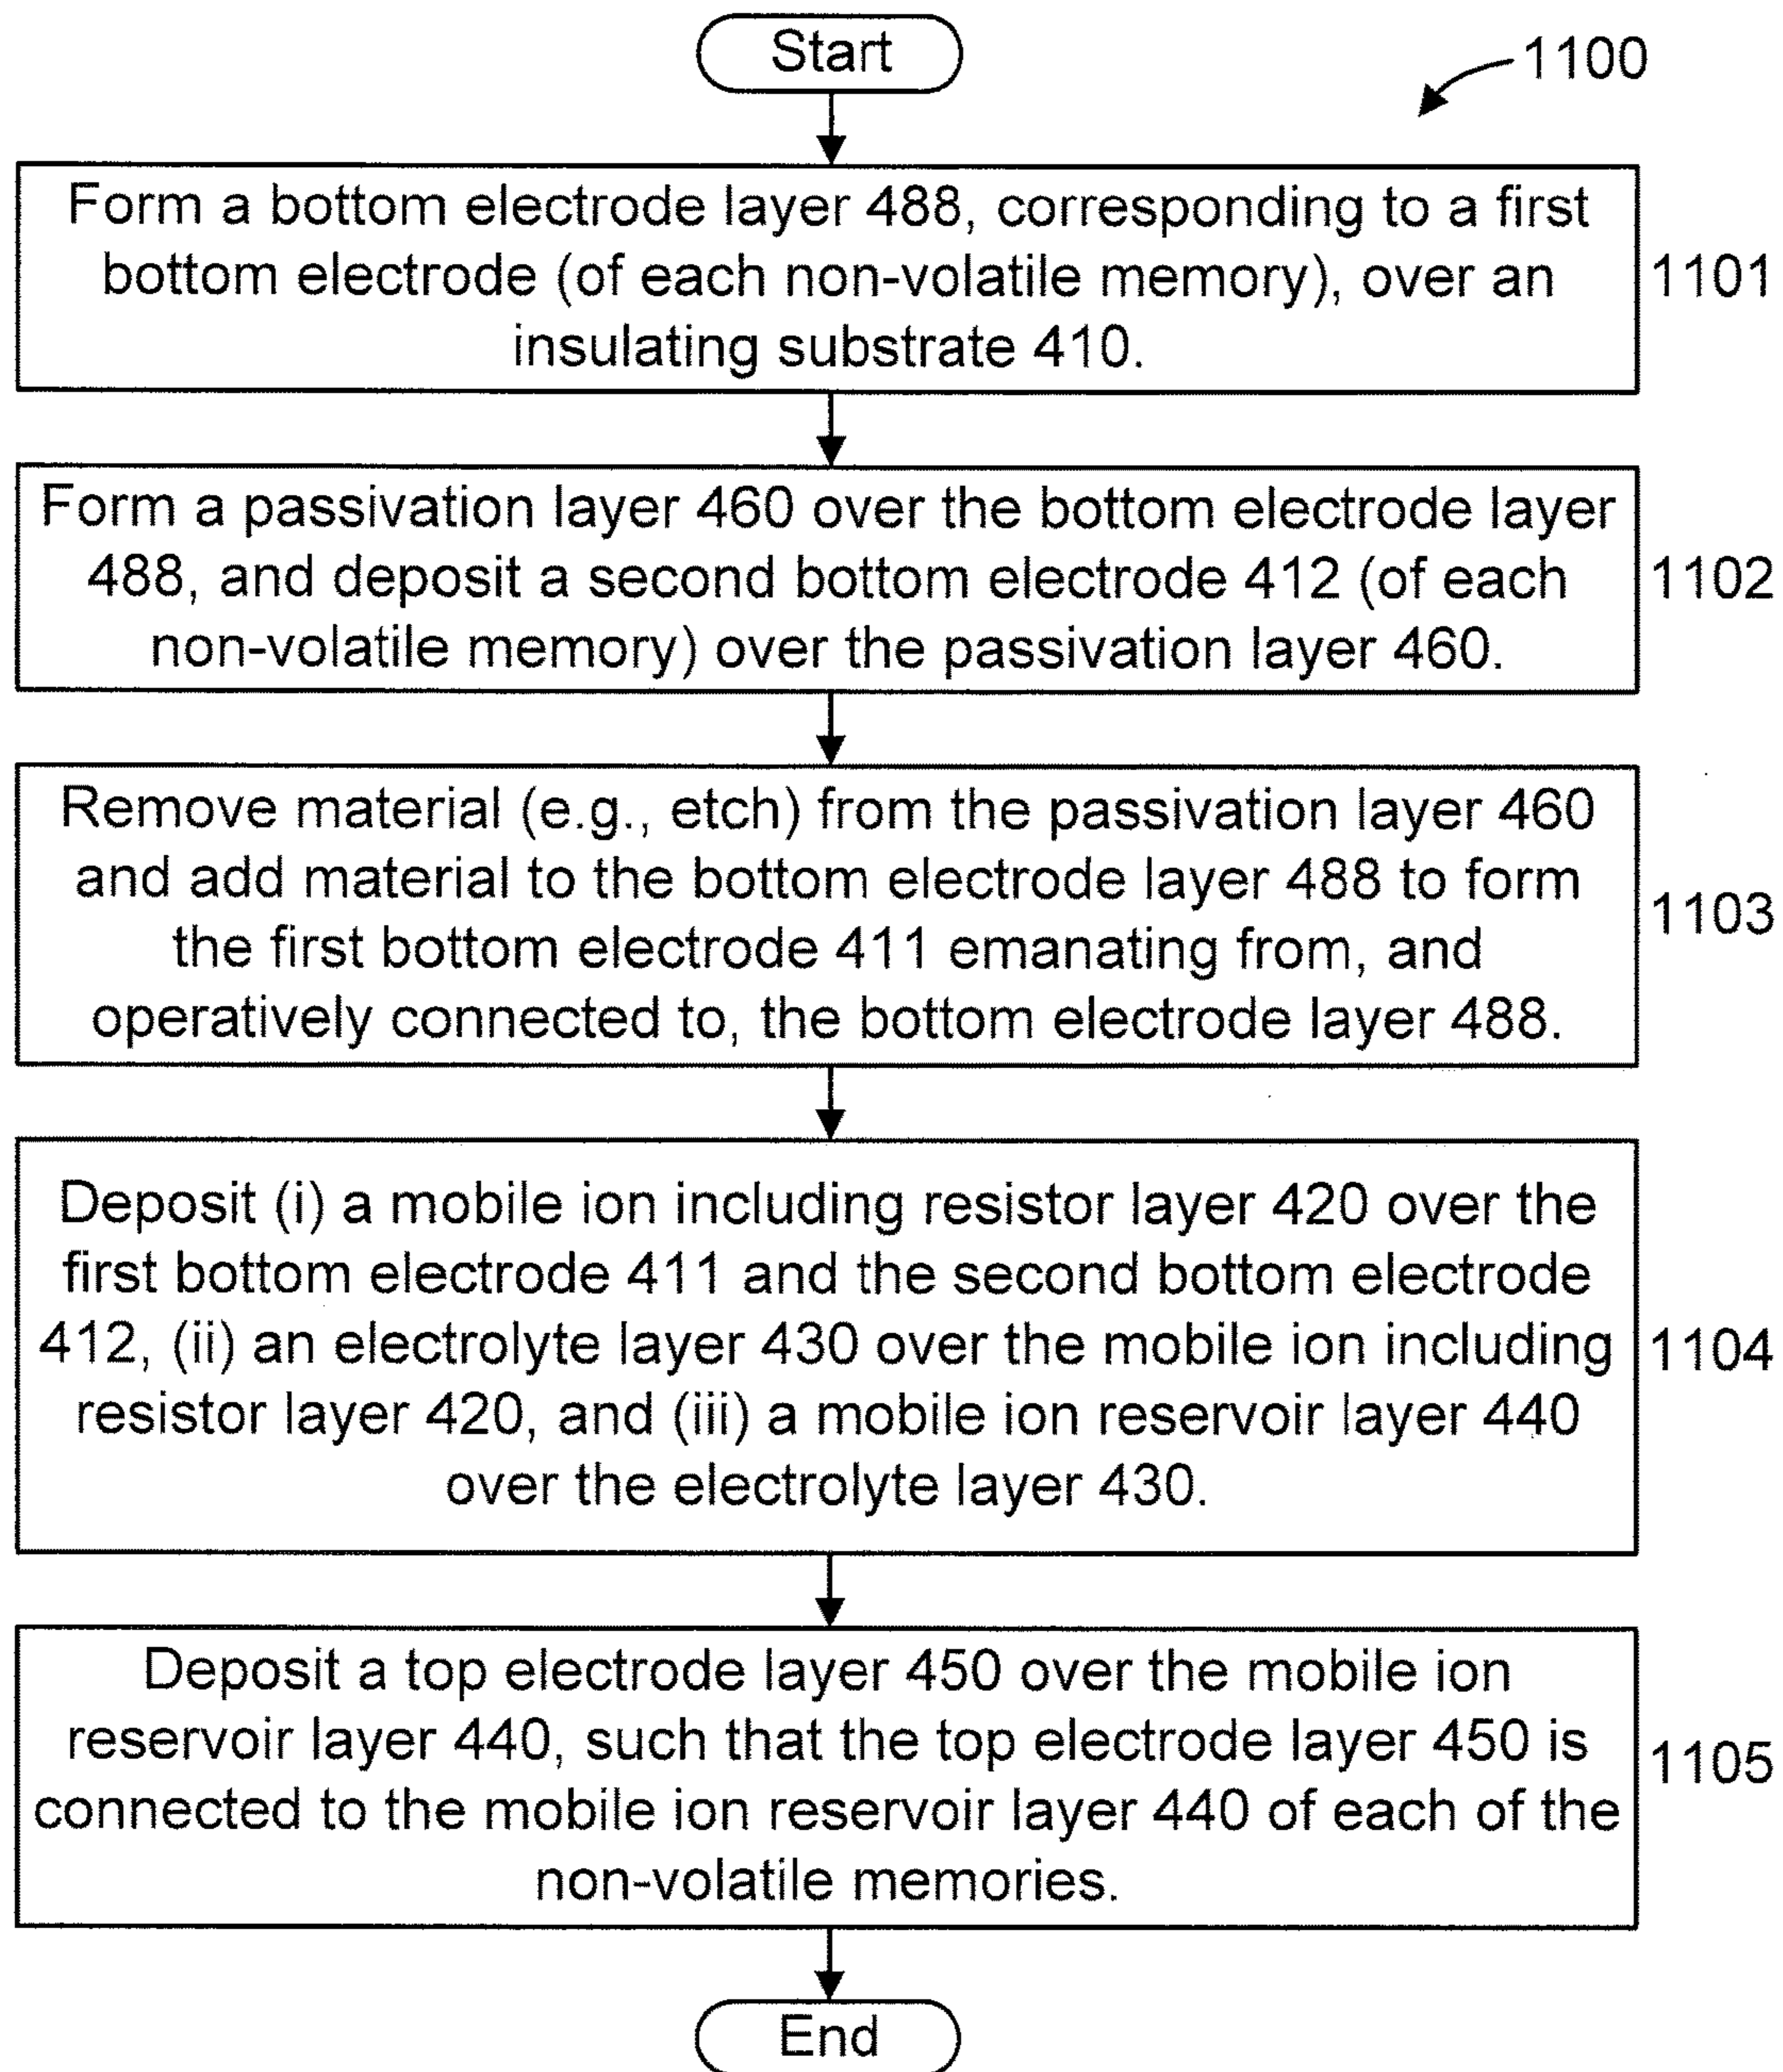 Start
1100
Form a bottom electrode layer 488, corresponding to a first
bottom electrode (of each non-volatile memory), over an
insulating substrate 410.
1101
Form a passivation layer 460 over the bottom electrode layer
488, and deposit a second bottom electrode 412 (of each
non-volatile memory) over the passivation layer 460.
1102
Remove material (e.g., etch) from the passivation layer 460
and add material to the bottom electrode layer 488 to form
the first bottom electrode 411 emanating from, and
operatively connected to, the bottom electrode layer 488.
1103
Deposit (i) a mobile ion including resistor layer 420 over the
first bottom electrode 411 and the second bottom electrode
412, (ii) an electrolyte layer 430 over the mobile ion including
resistor layer 420, and (iii) a mobile ion reservoir layer 440
over the electrolyte layer 430.
1104
Deposit a top electrode layer 450 over the mobile ion
reservoir layer 440, such that the top electrode layer 450 is
connected to the mobile ion reservoir layer 440 of each of the
non-volatile memories.
1105
End